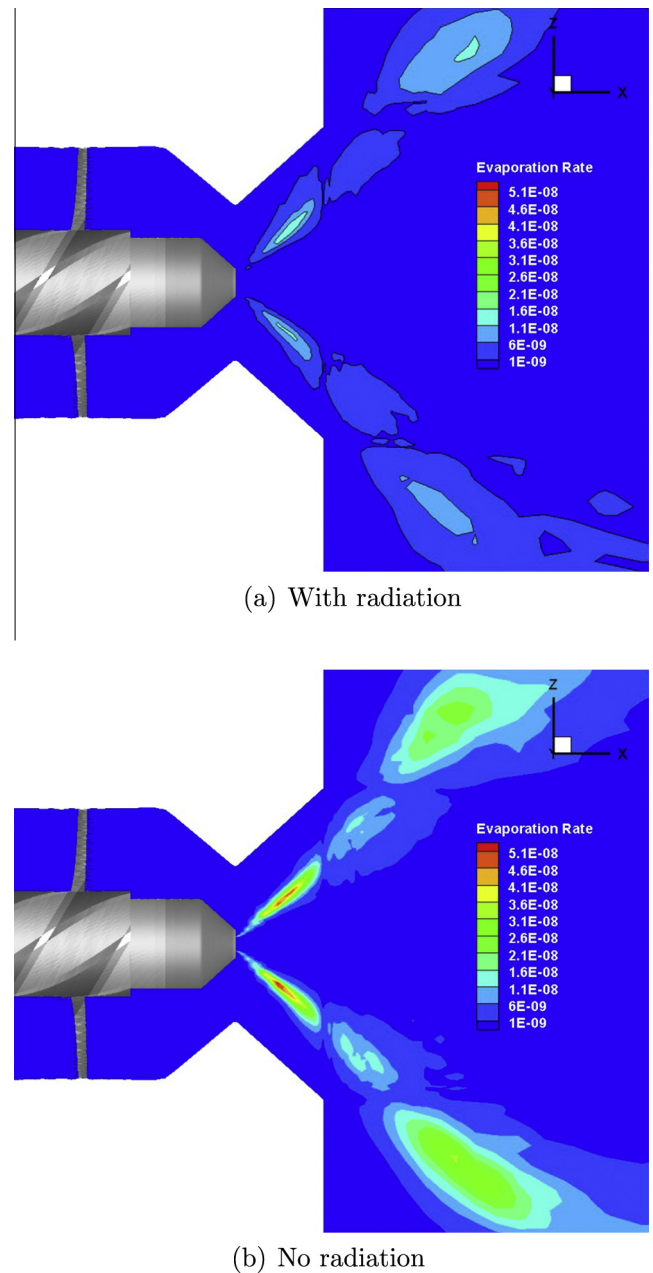 Z
X
Evaporation Rate
5.1E-08
4.6E-08
4.1E-08
3.6E-08
3.1E-08
2.6E-08
2.1E-08
1.6E-08
1.1E-08
6E-09
1E-09
(a) With radiation
Z
X
Evaporation Rate
5.1E-08
4.6E-08
4.1E-08
3.6E-08
3.1E-08
2.6E-08
2.1E-08
1.6E-08
1.1E-08
6E-09
1E-09
(b) No radiation